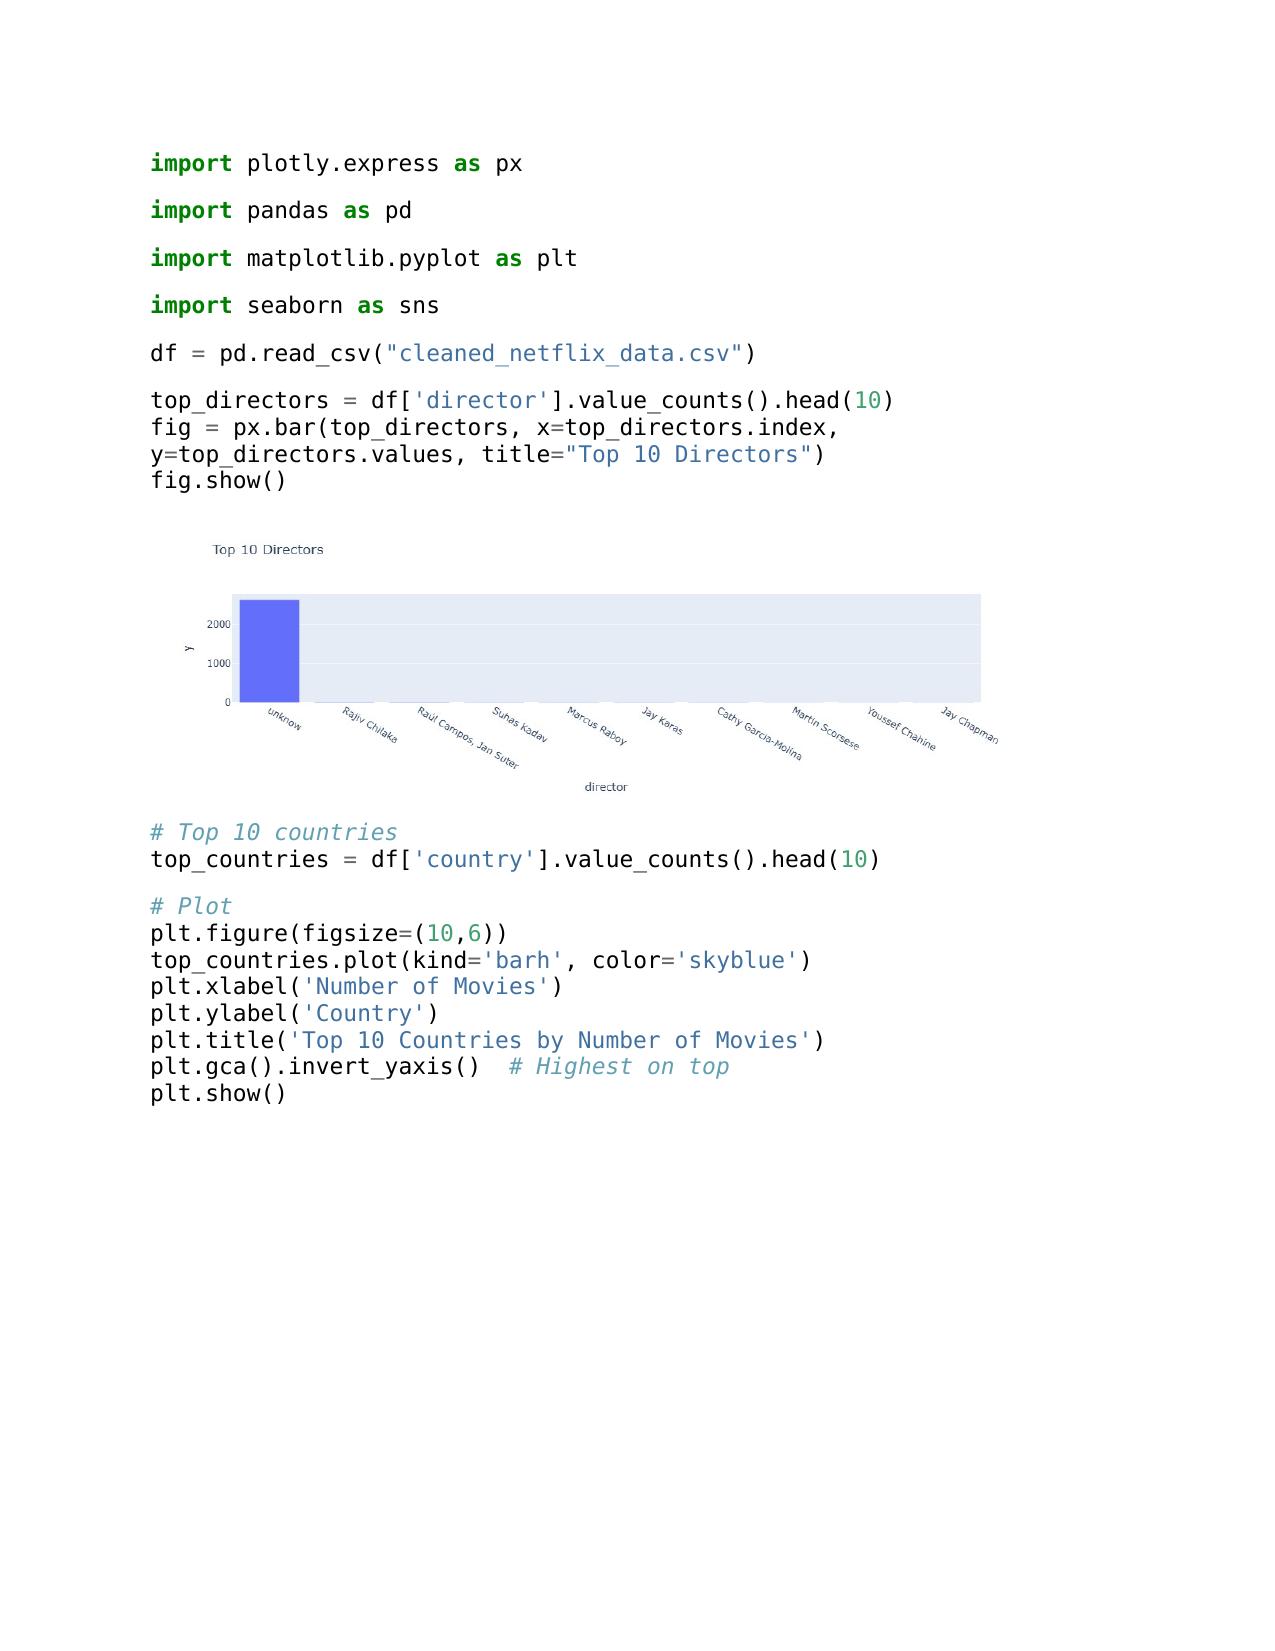 import plotly.express as px
import pandas as pd
import matplotlib.pyplot as plt
import seaborn as sns
df = pd.read_csv("cleaned_netflix_data.csv")
top_directors = df['director'].value_counts().head(10)
fig = px.bar(top_directors, x=top_directors.index,
y=top_directors.values, title="Top 10 Directors")
fig.show()
Top 10 Directors
2000
y
1000
0
unknow
Rajiv Chilaka
Raúl Campos, Jan Suter
Suhas Kadav
Marcus Raboy
Jay Karas
Cathy Garcia-Molina
Martin Scorsese
Youssef Chahine
Jay Chapman
director
# Top 10 countries
top_countries = df['country'].value_counts().head(10)
# Plot
plt.figure(figsize=(10,6))
top_countries.plot(kind='barh', color='skyblue')
plt.xlabel('Number of Movies')
plt.ylabel('Country')
plt.title('Top 10 Countries by Number of Movies')
plt.gca().invert_yaxis()  # Highest on top
plt.show()